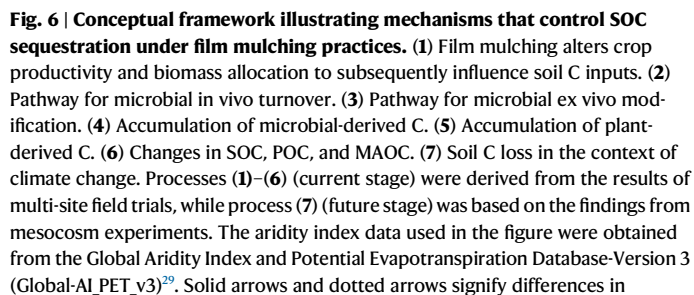 Fig. 6 | Conceptual framework illustrating mechanisms that control SOC
sequestration under film mulching practices. (1) Film mulching alters crop
productivity and biomass allocation to subsequently influence soil C inputs. (2)
Pathway for microbial in vivo turnover. (3) Pathway for microbial ex vivo mod-
ification. (4) Accumulation of microbial-derived C. (5) Accumulation of plant-
derived C. (6) Changes in SOC, POC, and MAOC. (7) Soil C loss in the context of
climate change. Processes (1)–(6) (current stage) were derived from the results of
multi-site field trials, while process (7) (future stage) was based on the findings from
mesocosm experiments. The aridity index data used in the figure were obtained
from the Global Aridity Index and Potential Evapotranspiration Database-Version 3
(Global-AI_PET_v3)29. Solid arrows and dotted arrows signify differences in